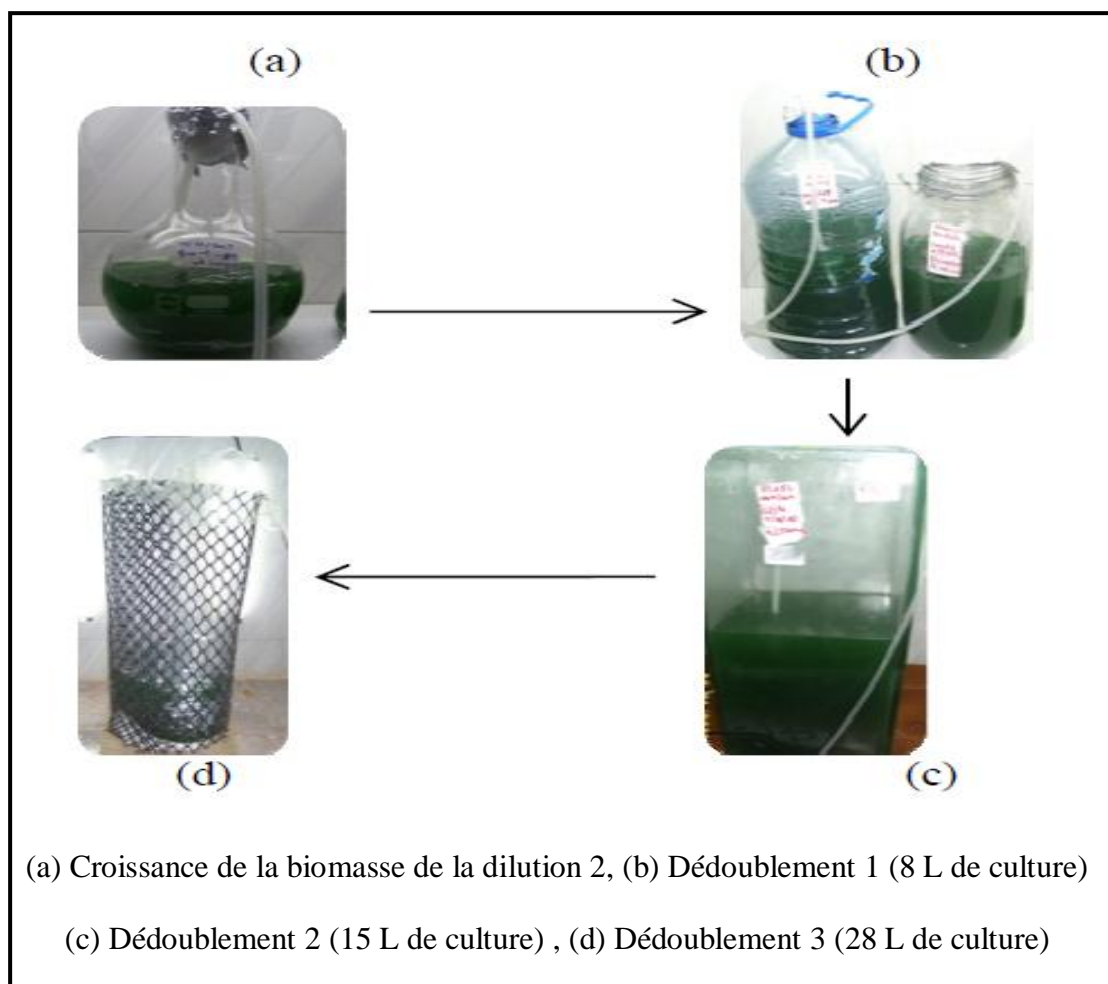 (a)
(b)
(d)
(c)
(a) Croissance de la biomasse de la dilution 2, (b) Dédoublement 1 (8 L de culture)
(c) Dédoublement 2 (15 L de culture) , (d) Dédoublement 3 (28 L de culture)